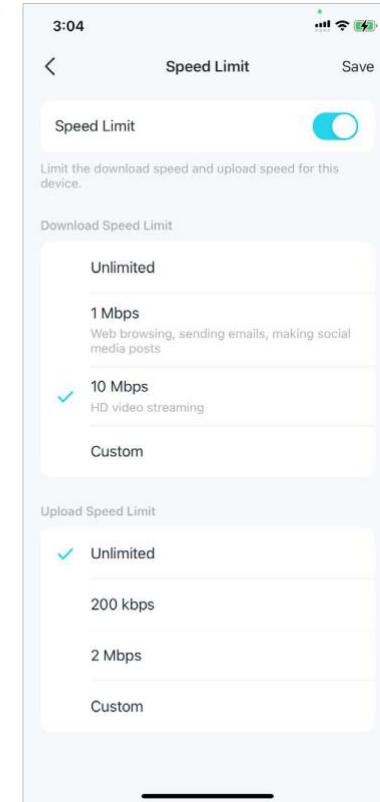 3:04
Speed Limit
Save
Speed Limit
Limit the download speed and upload speed for this
device.
Download Speed Limit
Unlimited
1 Mbps
Web browsing, sending emails, making social
media posts
10 Mbps
HD video streaming
Custom
Upload Speed Limit
Unlimited
200 kbps
2 Mbps
Custom